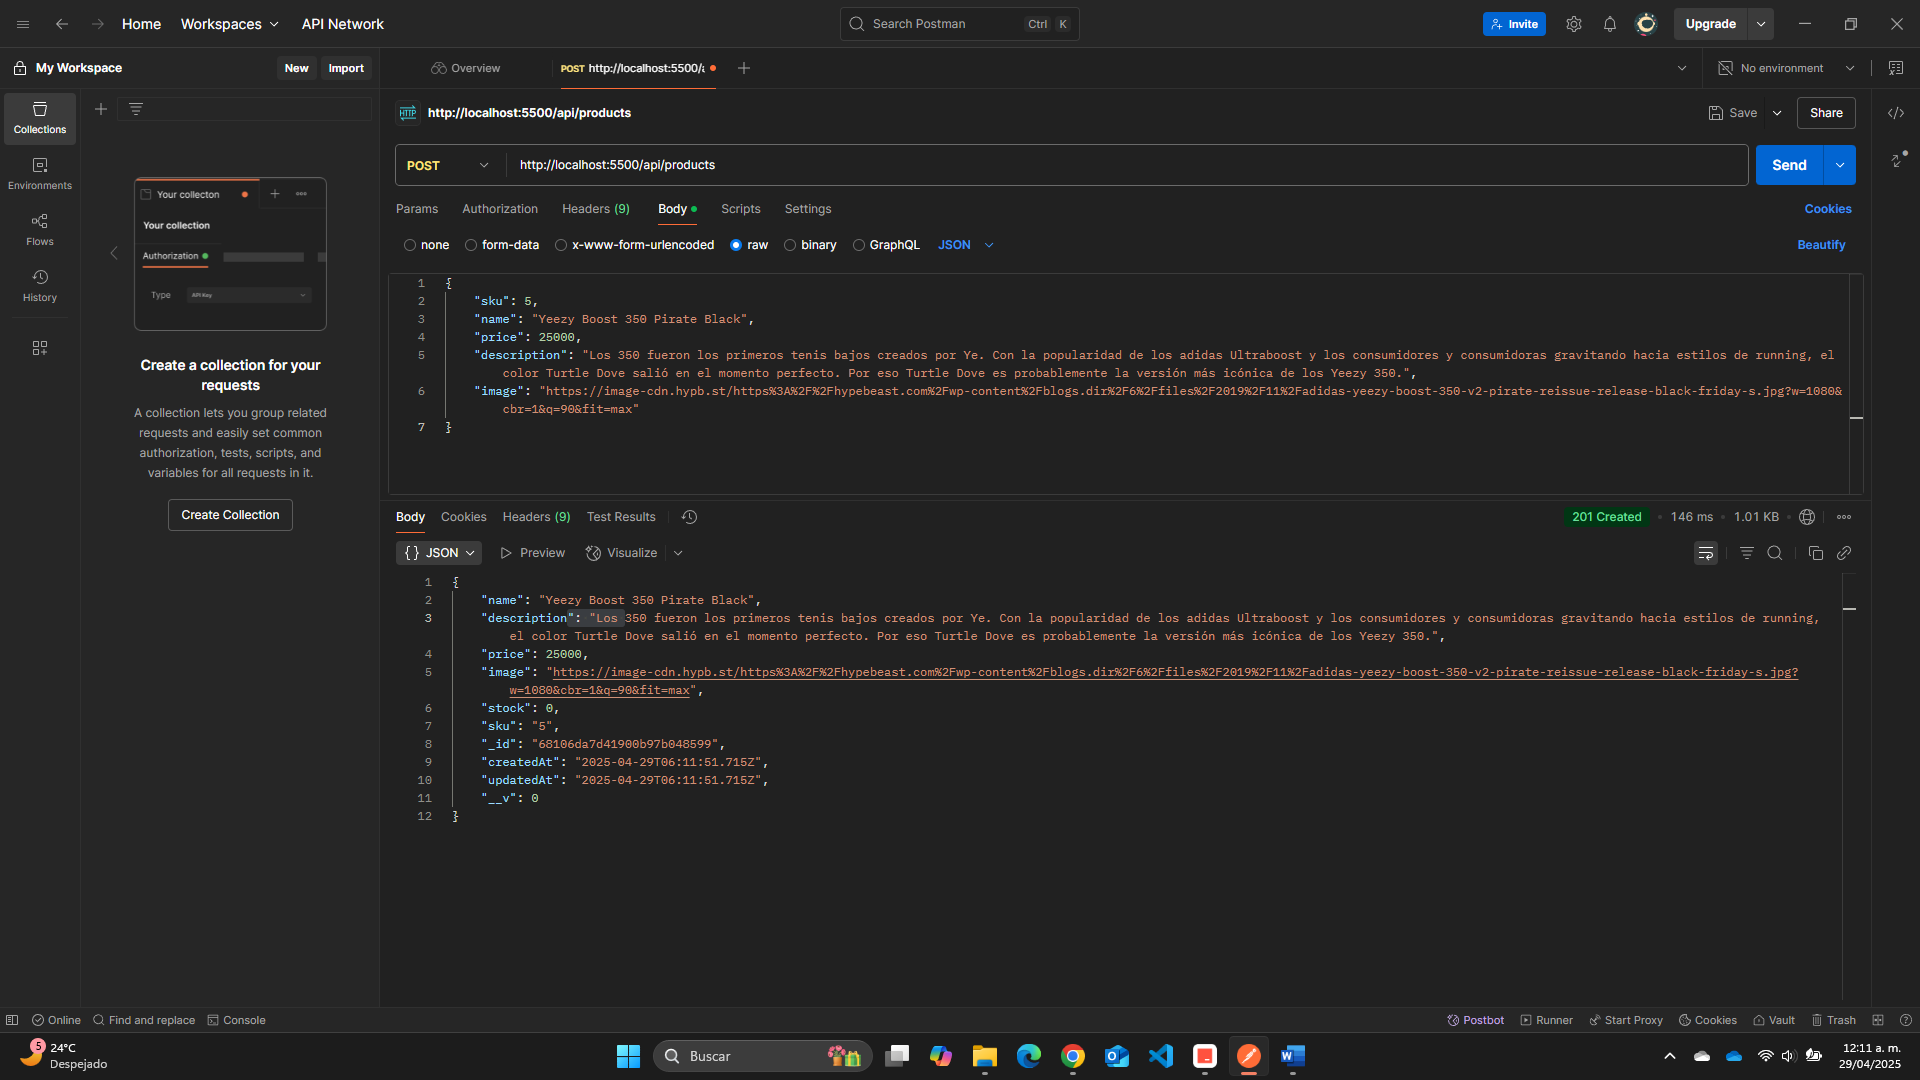 Home Workspaces API Network Search Postman Ctrl K Invite Upgrade
My Workspace New Import Overview POST http://localhost:5500/a No environment
Collections
Environments
Flows
History
Your collecton
Your collection
Authorization
Type API Key
Create a collection for your
requests
A collection lets you group related
requests and easily set common
authorization, tests, scripts, and
variables for all requests in it.
Create Collection
HTTP http://localhost:5500/api/products Save Share
POST http://localhost:5500/api/products Send
Params Authorization Headers (9) Body Scripts Settings Cookies
none form-data x-www-form-urlencoded raw binary GraphQL JSON Beautify
1 {
2 "sku": 5,
3 "name": "Yeezy Boost 350 Pirate Black",
4 "price": 25000,
5 "description": "Los 350 fueron los primeros tenis bajos creados por Ye. Con la popularidad de los adidas Ultraboost y los consumidores y consumidoras gravitando hacia estilos de running, el
color Turtle Dove salió en el momento perfecto. Por eso Turtle Dove es probablemente la versión más icónica de los Yeezy 350.",
6 "image": "https://image-cdn.hypb.st/https%3A%2F%2Fhypebeast.com%2Fwp-content%2Fblogs.dir%2F6%2Ffiles%2F2019%2F11%2Fadidas-yeezy-boost-350-v2-pirate-reissue-release-black-friday-s.jpg?w=1080&
cbr=1&q=90&fit=max"
7 }
Body Cookies Headers (9) Test Results 201 Created 146 ms 1.01 KB
{} JSON Preview Visualize
1 {
2 "name": "Yeezy Boost 350 Pirate Black",
3 "description": "Los 350 fueron los primeros tenis bajos creados por Ye. Con la popularidad de los adidas Ultraboost y los consumidores y consumidoras gravitando hacia estilos de running,
el color Turtle Dove salió en el momento perfecto. Por eso Turtle Dove es probablemente la versión más icónica de los Yeezy 350.",
4 "price": 25000,
5 "image": "https://image-cdn.hypb.st/https%3A%2F%2Fhypebeast.com%2Fwp-content%2Fblogs.dir%2F6%2Ffiles%2F2019%2F11%2Fadidas-yeezy-boost-350-v2-pirate-reissue-release-black-friday-s.jpg?
w=1080&cbr=1&q=90&fit=max",
6 "stock": 0,
7 "sku": "5",
8 "_id": "68106da7d41900b97b048599",
9 "createdAt": "2025-04-29T06:11:51.715Z",
10 "updatedAt": "2025-04-29T06:11:51.715Z",
11 "__v": 0
12 }
Online Find and replace Console Postbot Runner Start Proxy Cookies Vault Trash
5 24°C
Despejado
Buscar
12:11 a. m.
29/04/2025